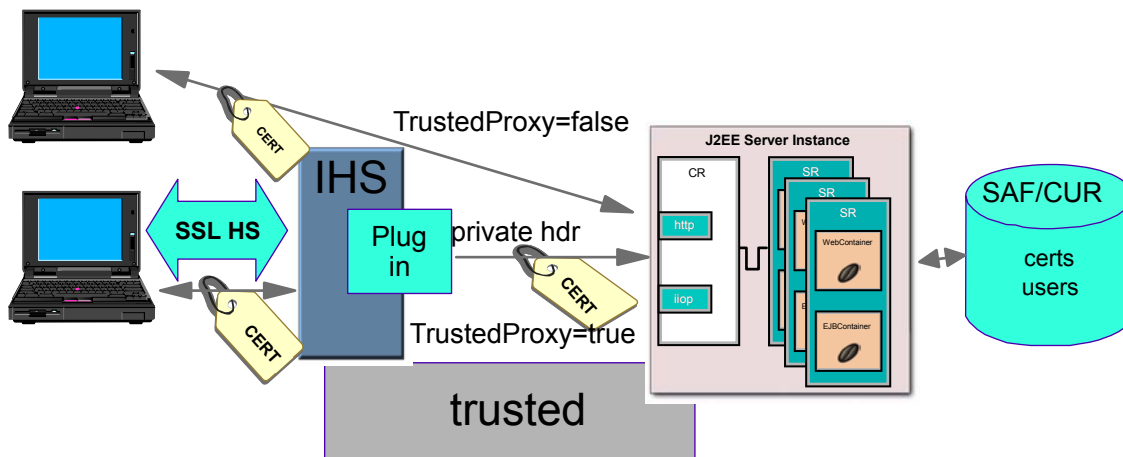 CERT
TrustedProxy=false
J2EE Server Instance
IHS
CR
SR
SR
SR
SAF/CUR
SSL HS
Plug
in
private hdr
http
WebContainer
certs
users
CERT
CERT
iiop
TrustedProxy=true
EJBContainer
trusted